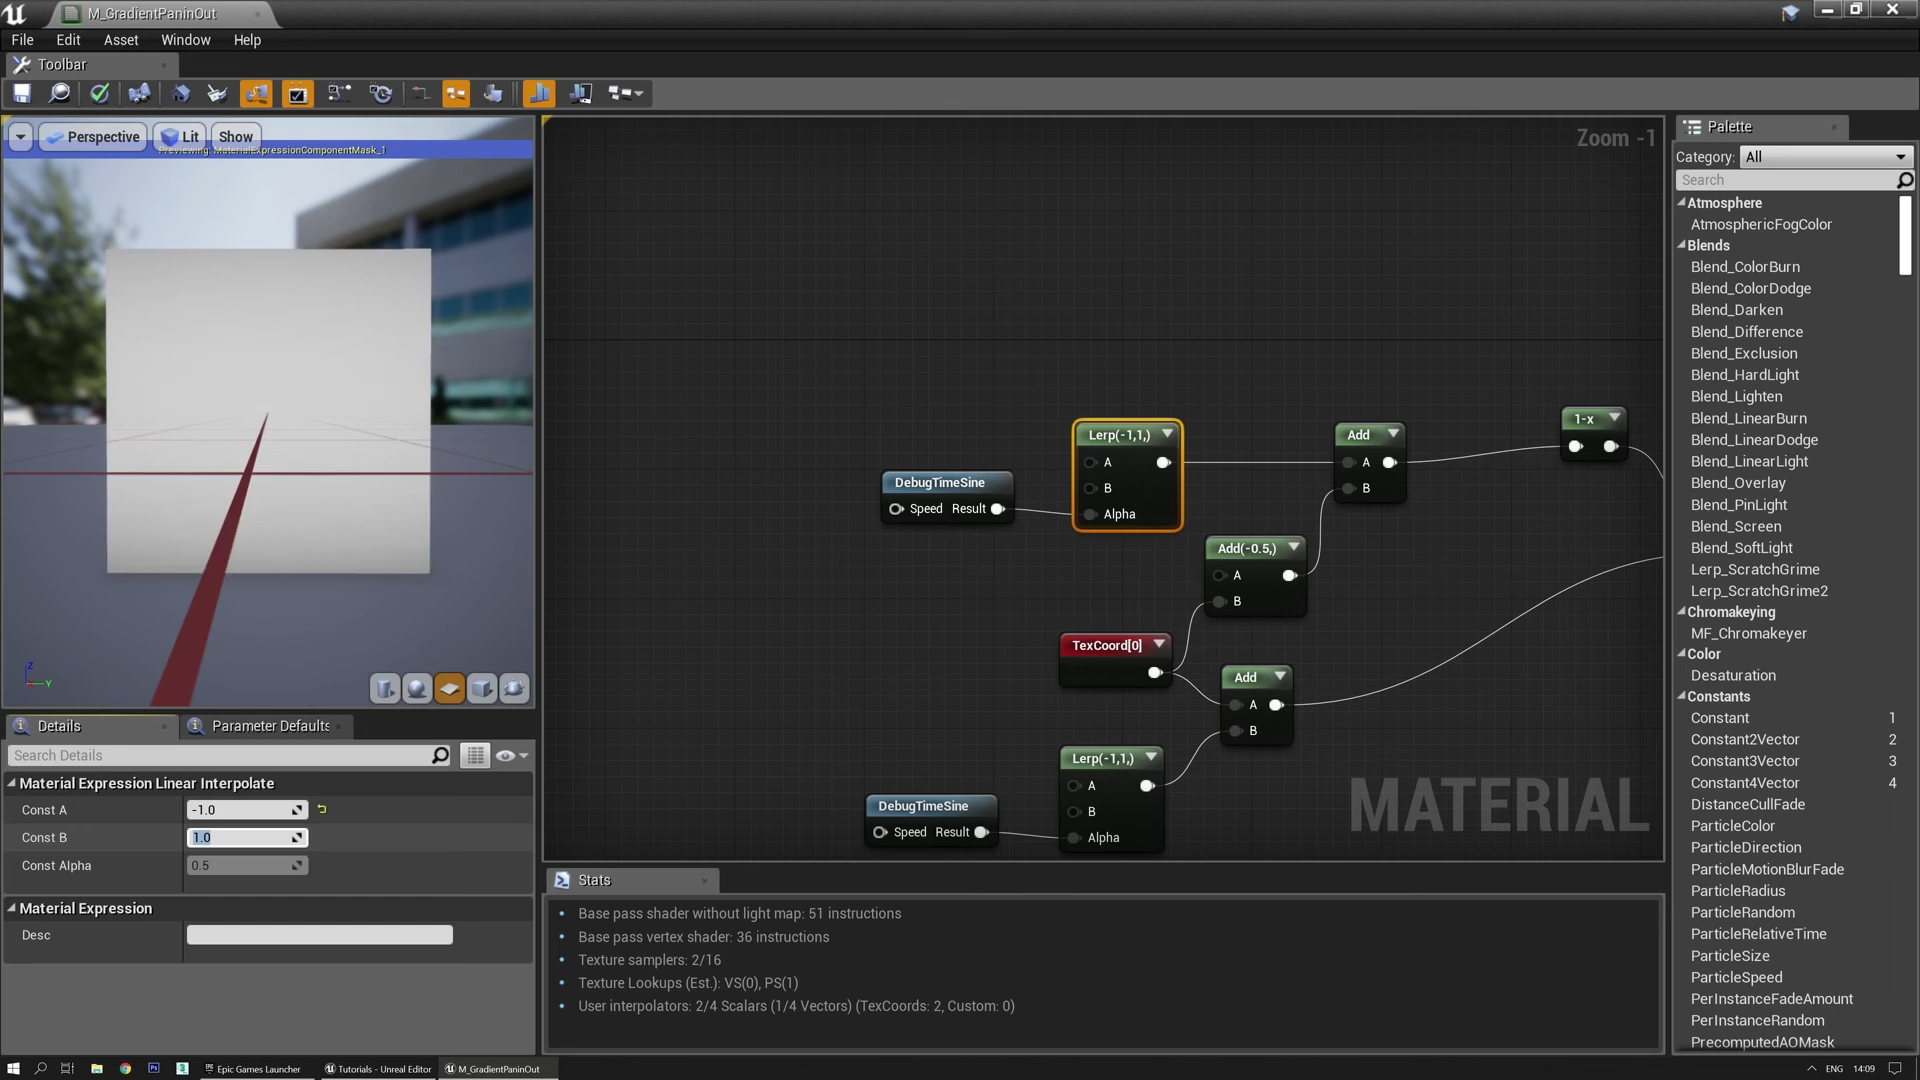 M_GradientPaninOut
File Edit Asset Window Help
Toolbar
Perspective Lit Show
Previewing: MaterialExpressionComponentMask_1
Z
X Y
Zoom -1
Lerp(-1,1,)
A
B
Alpha
DebugTimeSine
Speed Result
Add
A
B
1-x
Add(-0.5,)
A
B
TexCoord[0]
Add
A
B
Lerp(-1,1,)
A
B
Alpha
DebugTimeSine
Speed Result
MATERIAL
Details Parameter Defaults
Search Details
Material Expression Linear Interpolate
Const A -1.0
Const B 1.0
Const Alpha 0.5
Material Expression
Desc
Stats
Base pass shader without light map: 51 instructions
Base pass vertex shader: 36 instructions
Texture samplers: 2/16
Texture Lookups (Est.): VS(0), PS(1)
User interpolators: 2/4 Scalars (1/4 Vectors) (TexCoords: 2, Custom: 0)
Palette
Category: All
Search
Atmosphere
AtmosphericFogColor
Blends
Blend_ColorBurn
Blend_ColorDodge
Blend_Darken
Blend_Difference
Blend_Exclusion
Blend_HardLight
Blend_Lighten
Blend_LinearBurn
Blend_LinearDodge
Blend_LinearLight
Blend_Overlay
Blend_PinLight
Blend_Screen
Blend_SoftLight
Lerp_ScratchGrime
Lerp_ScratchGrime2
Chromakeying
MF_Chromakeyer
Color
Desaturation
Constants
Constant 1
Constant2Vector 2
Constant3Vector 3
Constant4Vector 4
DistanceCullFade
ParticleColor
ParticleDirection
ParticleMotionBlurFade
ParticleRadius
ParticleRandom
ParticleRelativeTime
ParticleSize
ParticleSpeed
PerInstanceFadeAmount
PerInstanceRandom
PrecomputedAOMask
Epic Games Launcher Tutorials - Unreal Editor M_GradientPaninOut ENG 14:09